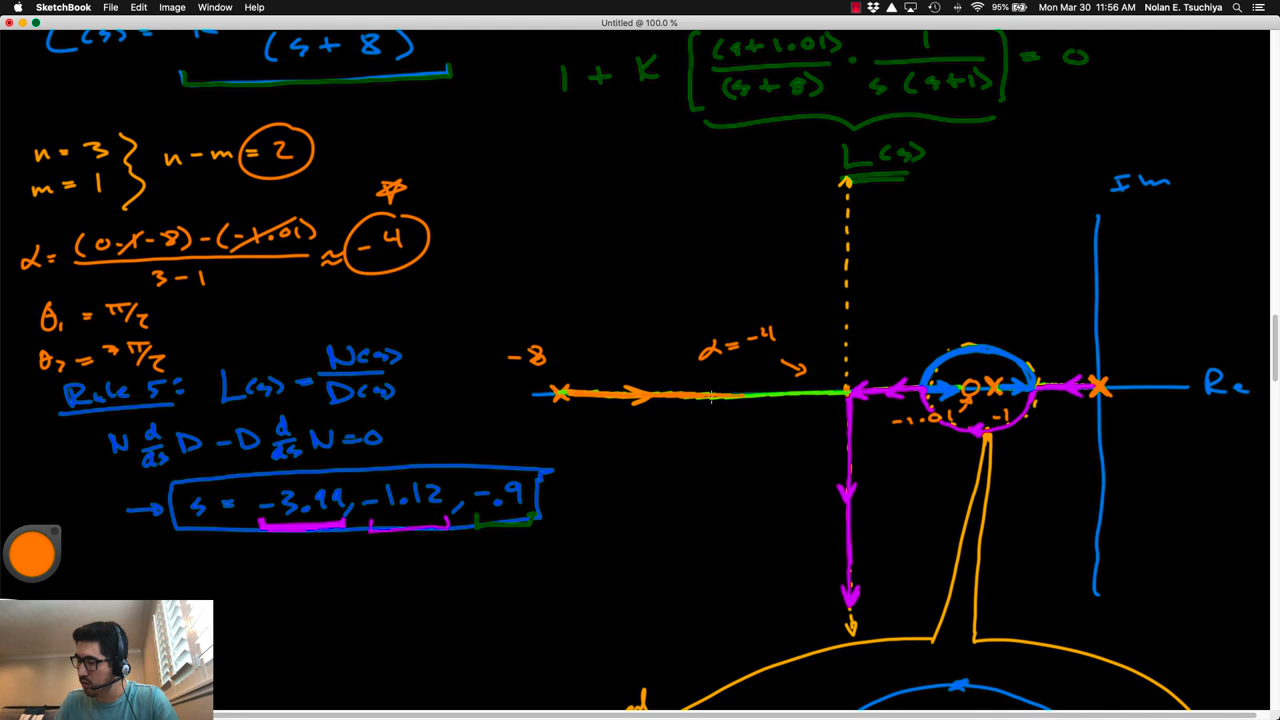 SketchBook File Edit Image Window Help
95% Mon Mar 30 11:56 AM Nolan E. Tsuchiya
Untitled @ 100.0 %
L(s) = K
(s + 8)
1 + K [ (s+1.01)/(s+8) · 1/(s(s+1)) ] = 0
L(s)
n = 3
m = 1
n - m = 2
α = ((0-1-8) - (-1.01))/(3-1) ≈ -4
θ1 = π/2
θ2 = 3π/2
Rule 5: L(s) = N(s)/D(s)
N d/ds D - D d/ds N = 0
→ s = -3.99, -1.12, -.9
Im
Re
-8
α = -4
-1.01
-1